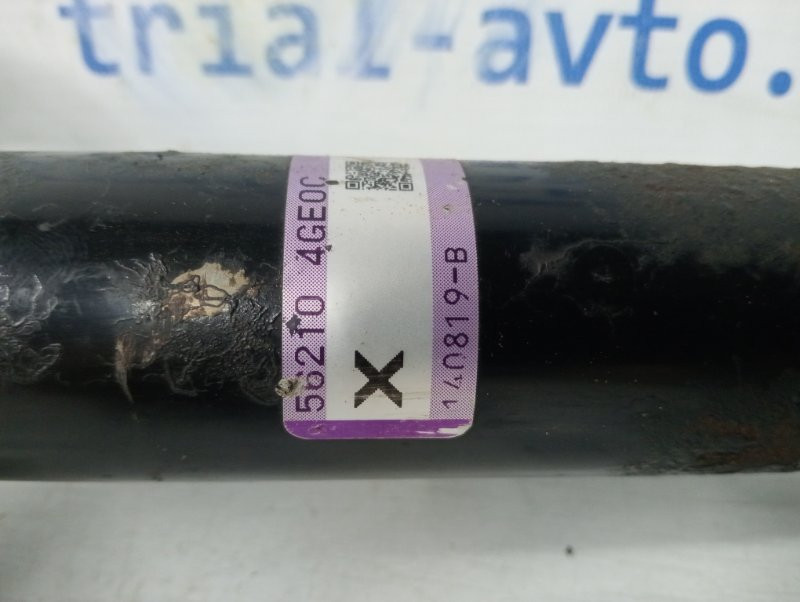 trial-avto.
56210 4GE0C
X
140819-B